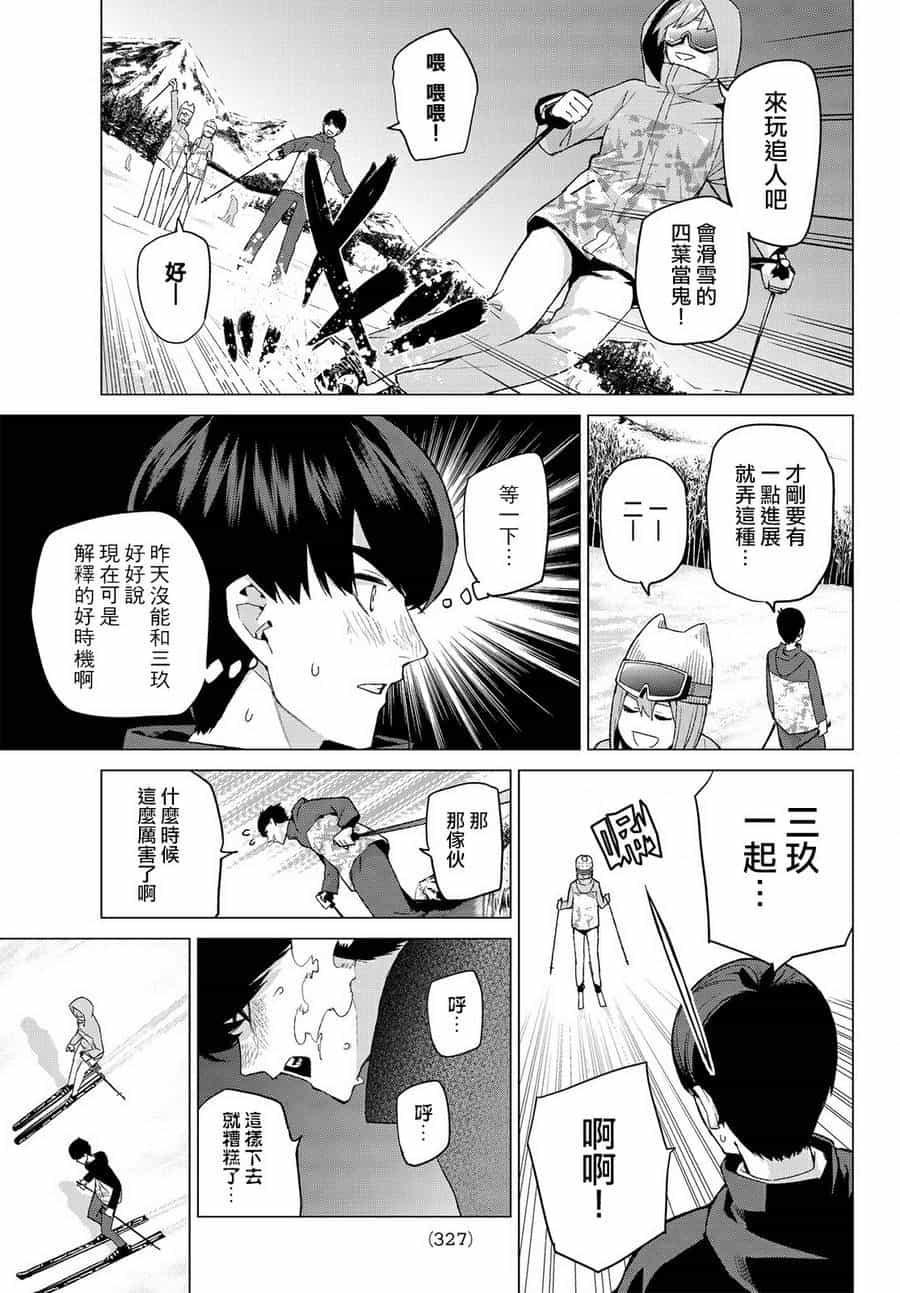 來玩追人吧
會滑雪的
四葉當鬼！
喂 喂喂！
好—
才剛要有
一點進展
就弄這種…
一—
二—
等一下…
昨天沒能和三玖
好好說
現在可是
解釋的好時機啊
三玖
一起…
唰
啊啊！
那
那傢伙
什麼時候
這麼厲害了啊
呼…
呼…
這樣下去
就糟糕了…
(327)